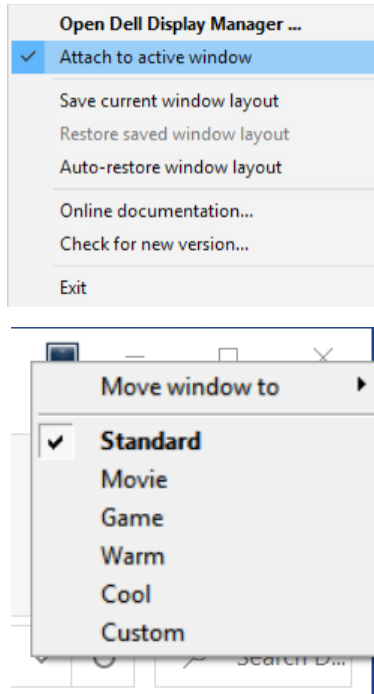 Open Dell Display Manager ...
Attach to active window
Save current window layout
Restore saved window layout
Auto-restore window layout
Online documentation...
Check for new version...
Exit
Move window to
Standard
Movie
Game
Warm
Cool
Custom
Search D...